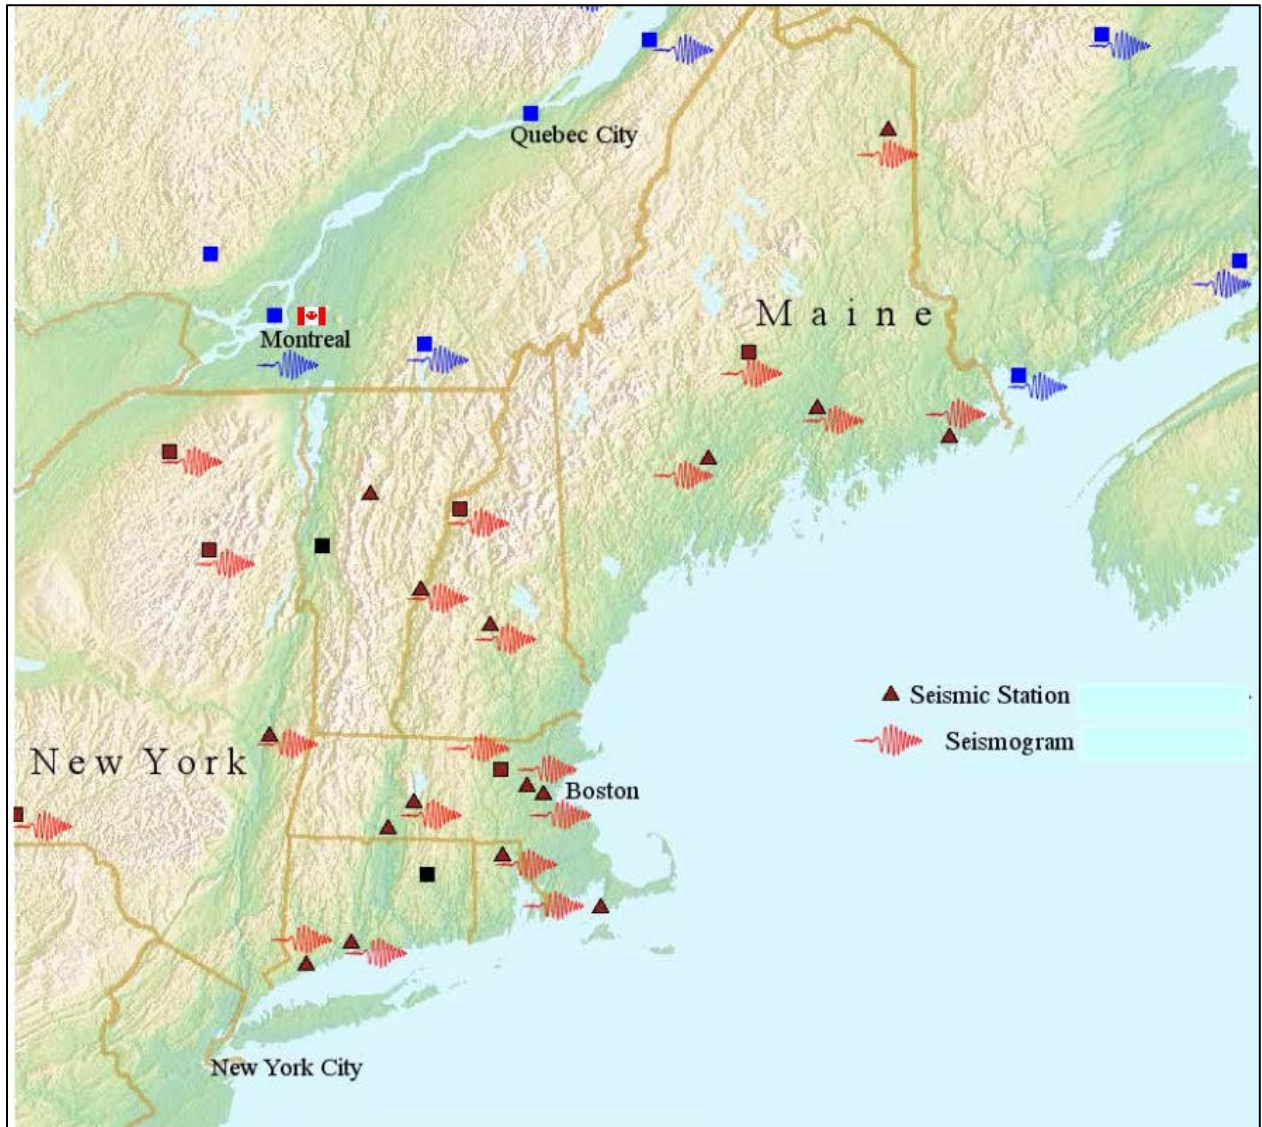 Quebec City
Maine
Montreal
Seismic Station
Seismogram
New York
Boston
New York City